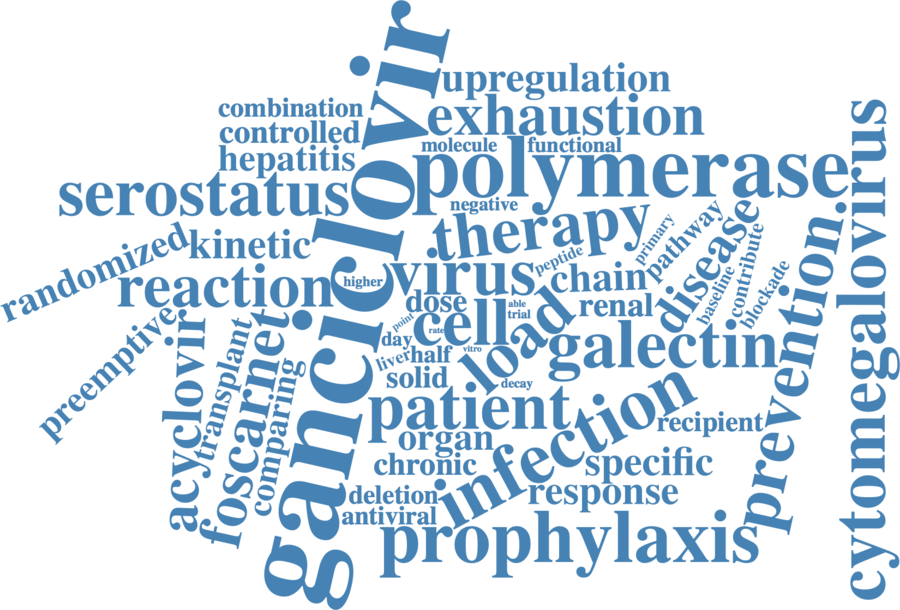 ganciclovir
upregulation
combination
exhaustion
controlled
molecule
functional
hepatitis
polymerase
cytomegalovirus
serostatus
negative
therapy
primary
pathway
disease
randomized
kinetic
peptide
contribute
prevention
higher
virus
chain
baseline
blockade
reaction
dose
able
trial
renal
point
cell
rate
load
galectin
preemptive
acyclovir
transplant
foscarnet
day
vitro
liver
half
comparing
solid
decay
patient
infection
recipient
organ
chronic
specific
deletion
response
antiviral
prophylaxis